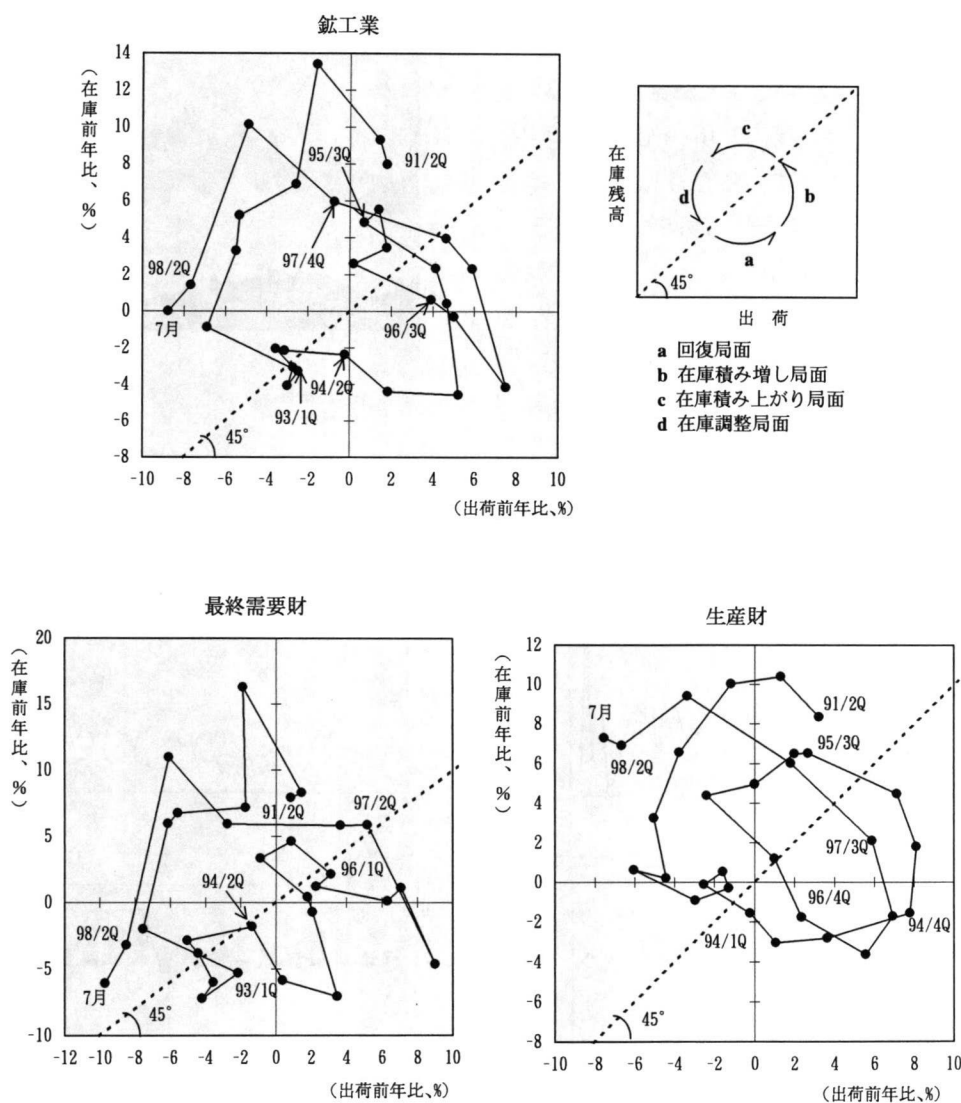 鉱工業
（在庫前年比、％）
14
12
10
8
6
4
2
0
-2
-4
-6
-8
-10 -8 -6 -4 -2 0 2 4 6 8 10
（出荷前年比、%）
95/3Q
91/2Q
97/4Q
98/2Q
7月
96/3Q
94/2Q
93/1Q
45°
在庫残高
c
d
b
a
45°
出 荷
a 回復局面
b 在庫積み増し局面
c 在庫積み上がり局面
d 在庫調整局面
最終需要財
（在庫前年比、％）
20
15
10
5
0
-5
-10
-12 -10 -8 -6 -4 -2 0 2 4 6 8 10
（出荷前年比、%）
91/2Q
97/2Q
96/1Q
94/2Q
98/2Q
93/1Q
7月
45°
生産財
（在庫前年比、％）
12
10
8
6
4
2
0
-2
-4
-6
-8
-10 -8 -6 -4 -2 0 2 4 6 8 10
（出荷前年比、%）
7月
91/2Q
95/3Q
98/2Q
97/3Q
96/4Q
94/1Q
94/4Q
45°